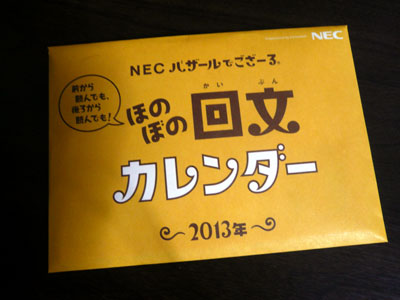 NEC
NECバザールでござーる。
前から
読んでも、
後ろから
読んでも!
ほのぼの回文
かいぶん
カレンダー
〜2013年〜